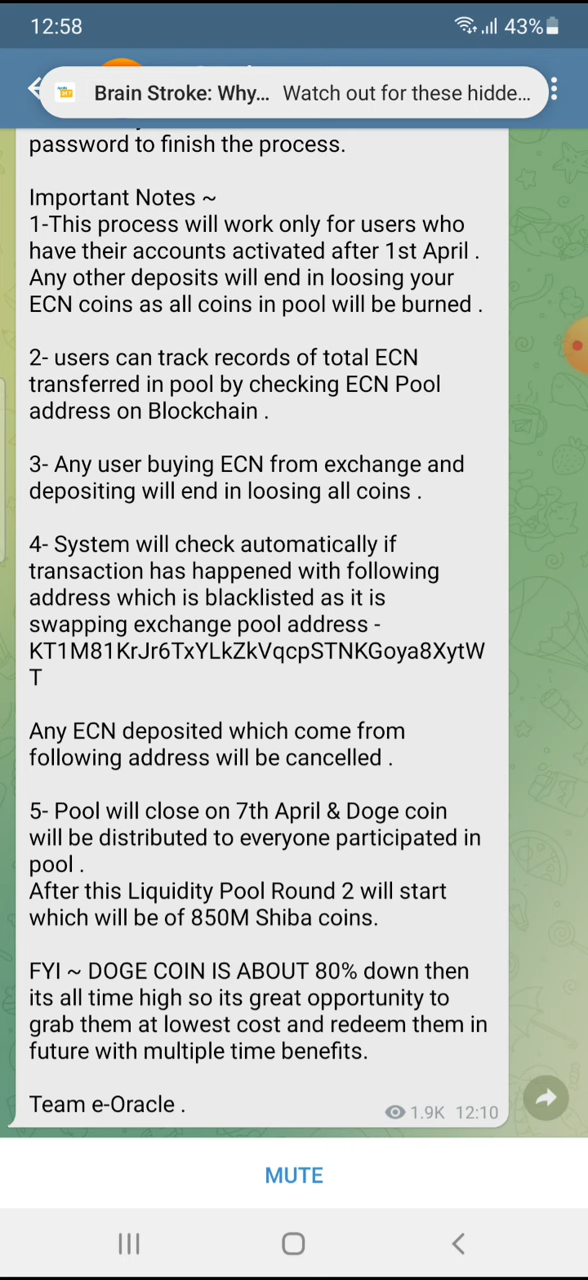 12:58
43%
Brain Stroke: Why... Watch out for these hidde...
password to finish the process.
Important Notes ~
1-This process will work only for users who
have their accounts activated after 1st April .
Any other deposits will end in loosing your
ECN coins as all coins in pool will be burned .
2- users can track records of total ECN
transferred in pool by checking ECN Pool
address on Blockchain .
3- Any user buying ECN from exchange and
depositing will end in loosing all coins .
4- System will check automatically if
transaction has happened with following
address which is blacklisted as it is
swapping exchange pool address -
KT1M81KrJr6TxYLkZkVqcpSTNKGoya8XytW
T
Any ECN deposited which come from
following address will be cancelled .
5- Pool will close on 7th April & Doge coin
will be distributed to everyone participated in
pool .
After this Liquidity Pool Round 2 will start
which will be of 850M Shiba coins.
FYI ~ DOGE COIN IS ABOUT 80% down then
its all time high so its great opportunity to
grab them at lowest cost and redeem them in
future with multiple time benefits.
Team e-Oracle .
1.9K 12:10
MUTE